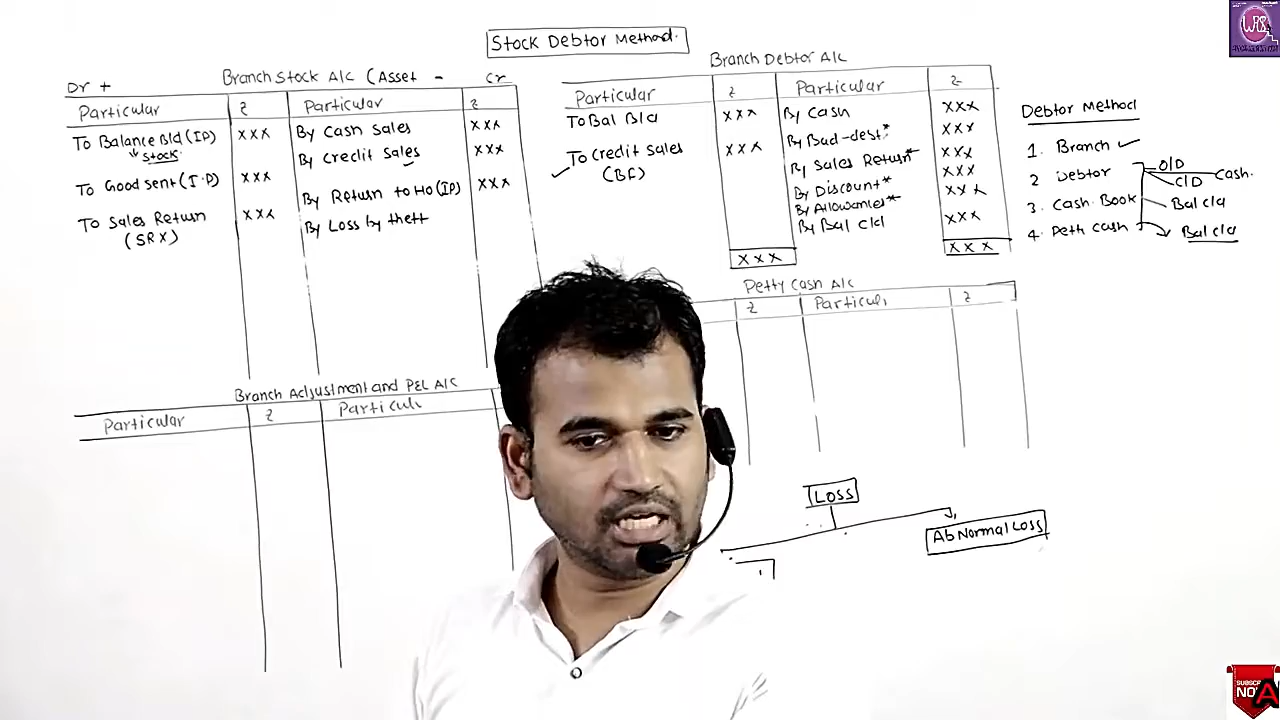 Stock Debtor Method.
Dr + Branch Stock A/C (Asset - Cr
Particular ₹ Particular ₹
To Balance B/d (IP) xxx By Cash Sales xxx
↓ stock.
By Credit Sales xxx
To Good sent (I.P) xxx
By Return to HO (IP) xxx
To Sales Return xxx By Loss by theft
(SRX)
Branch Debtor A/C
Particular ₹ Particular ₹
To Bal B/d xxx By Cash xxx
By Bad-dest* xxx
To Credit Sales xxx By Sales Return* xxx
(BF) By Discount* xxx
By Allowances*
By Bal c/d xxx
xxx xxx
Debtor Method
1. Branch ✓
2 Debtor O/D
C/D Cash.
3. Cash Book Bal c/d
4. Peth cash Bal c/d
Petty Cash A/C
₹ Particul, ₹
Branch Adjustment and P&L A/C
Particular ₹ Particul
Loss
Ab Normal Loss
SUBSC
NO A